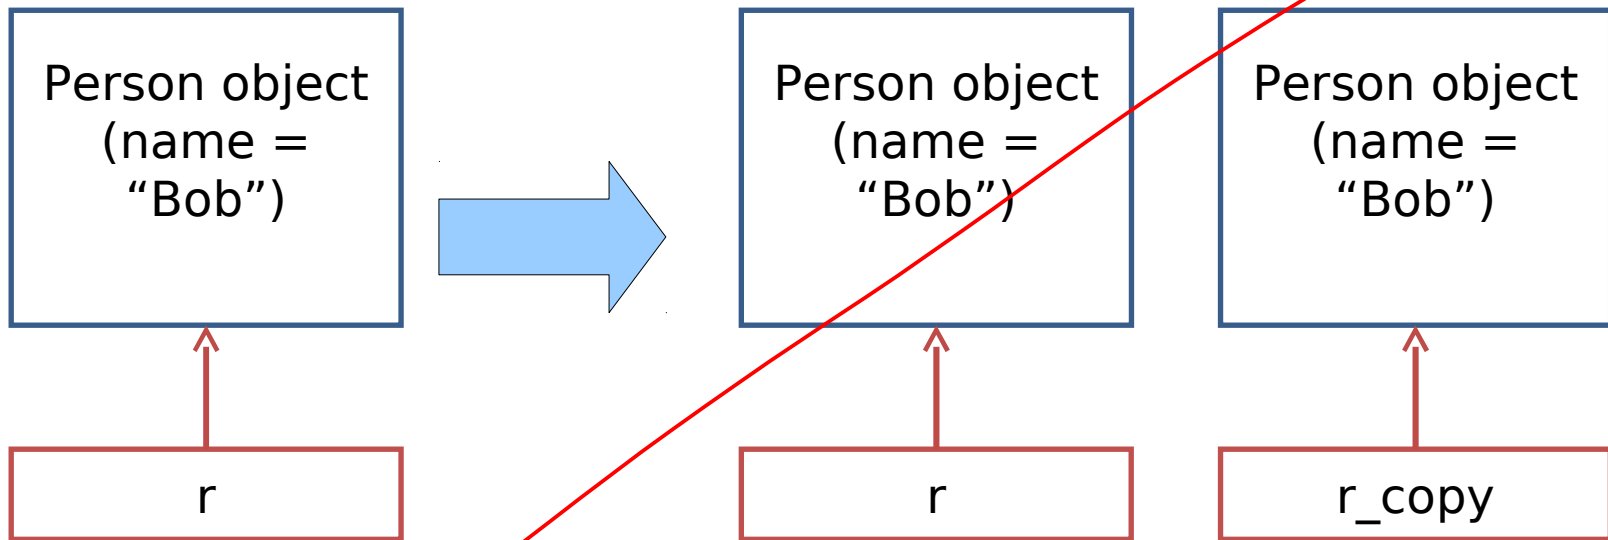 Person object
(name =
“Bob”)
r
Person object
(name =
“Bob”)
r
Person object
(name =
“Bob”)
r_copy